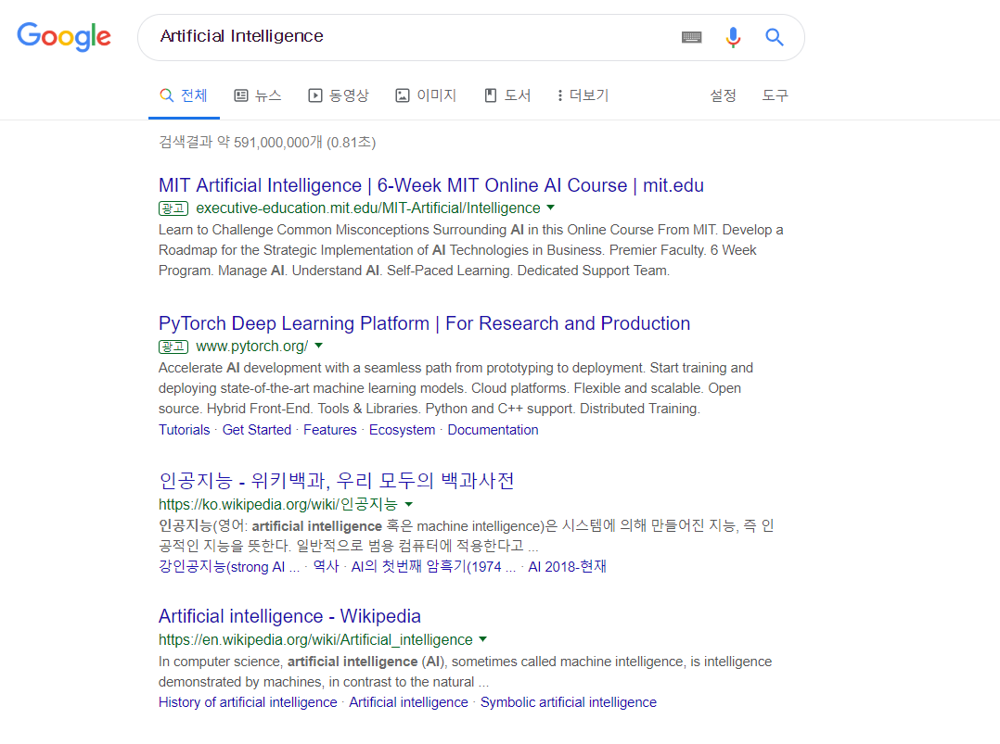 Google
Artificial Intelligence
전체 뉴스 동영상 이미지 도서 더보기 설정 도구
검색결과 약 591,000,000개 (0.81초)
MIT Artificial Intelligence | 6-Week MIT Online AI Course | mit.edu
광고 executive-education.mit.edu/MIT-Artificial/Intelligence
Learn to Challenge Common Misconceptions Surrounding AI in this Online Course From MIT. Develop a
Roadmap for the Strategic Implementation of AI Technologies in Business. Premier Faculty. 6 Week
Program. Manage AI. Understand AI. Self-Paced Learning. Dedicated Support Team.
PyTorch Deep Learning Platform | For Research and Production
광고 www.pytorch.org/
Accelerate AI development with a seamless path from prototyping to deployment. Start training and
deploying state-of-the-art machine learning models. Cloud platforms. Flexible and scalable. Open
source. Hybrid Front-End. Tools & Libraries. Python and C++ support. Distributed Training.
Tutorials · Get Started · Features · Ecosystem · Documentation
인공지능 - 위키백과, 우리 모두의 백과사전
https://ko.wikipedia.org/wiki/인공지능
인공지능(영어: artificial intelligence 혹은 machine intelligence)은 시스템에 의해 만들어진 지능, 즉 인
공적인 지능을 뜻한다. 일반적으로 범용 컴퓨터에 적용한다고 ...
강인공지능(strong AI ... · 역사 · AI의 첫번째 암흑기(1974 ... · AI 2018-현재
Artificial intelligence - Wikipedia
https://en.wikipedia.org/wiki/Artificial_intelligence
In computer science, artificial intelligence (AI), sometimes called machine intelligence, is intelligence
demonstrated by machines, in contrast to the natural ...
History of artificial intelligence · Artificial intelligence · Symbolic artificial intelligence